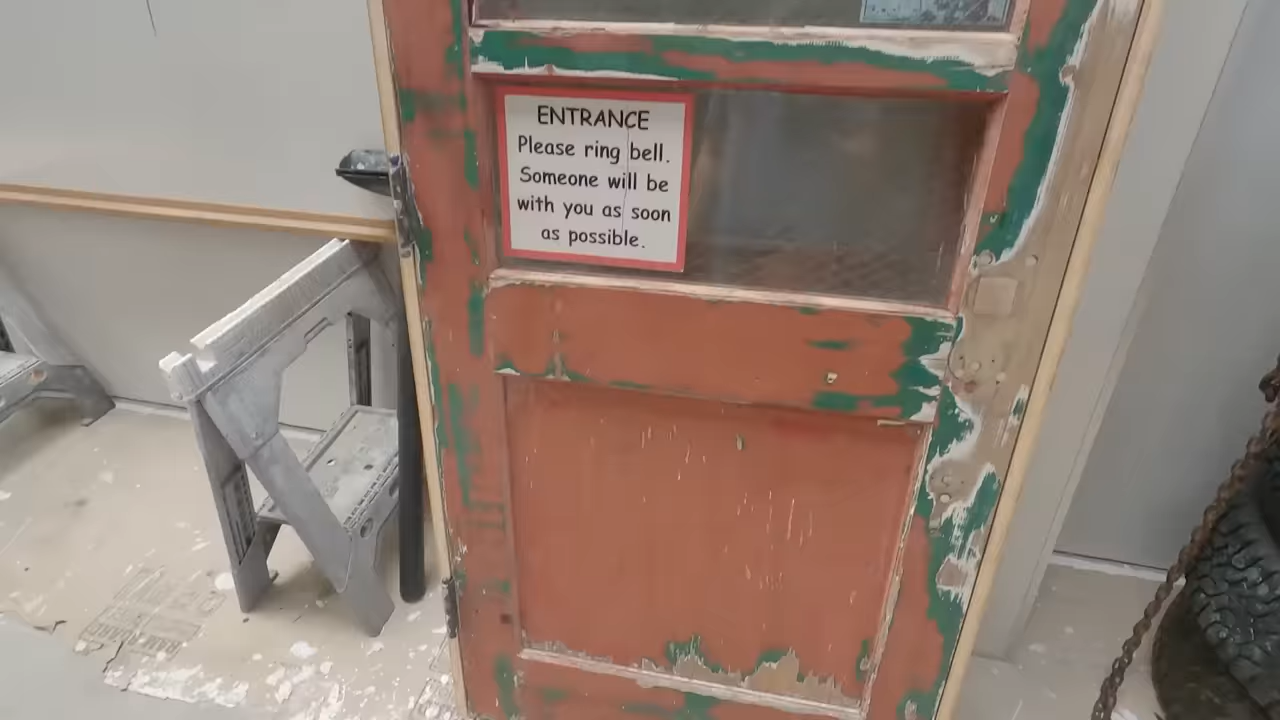 ENTRANCE
Please ring bell.
Someone will be
with you as soon
as possible.